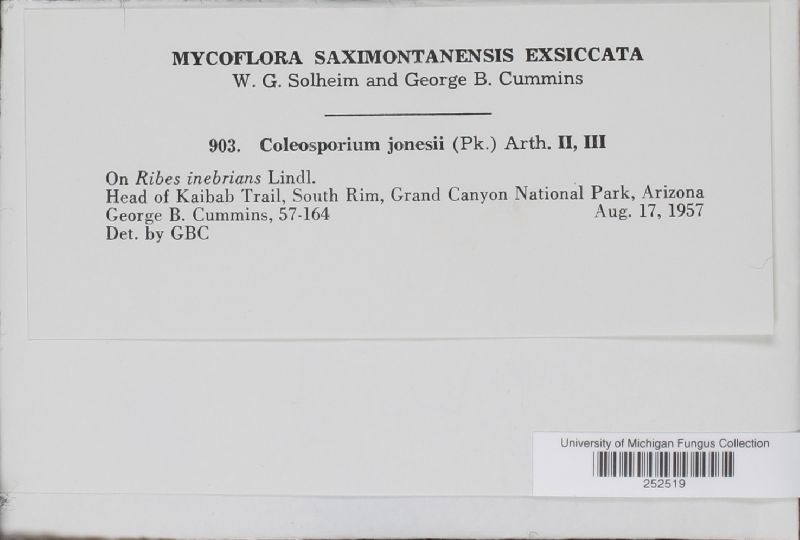 MYCOFLORA SAXIMONTANENSIS EXSICCATA
W. G. Solheim and George B. Cummins
903. Coleosporium jonesii (Pk.) Arth. II, III
On Ribes inebrians Lindl.
Head of Kaibab Trail, South Rim, Grand Canyon National Park, Arizona
George B. Cummins, 57-164 Aug. 17, 1957
Det. by GBC
University of Michigan Fungus Collection
252519